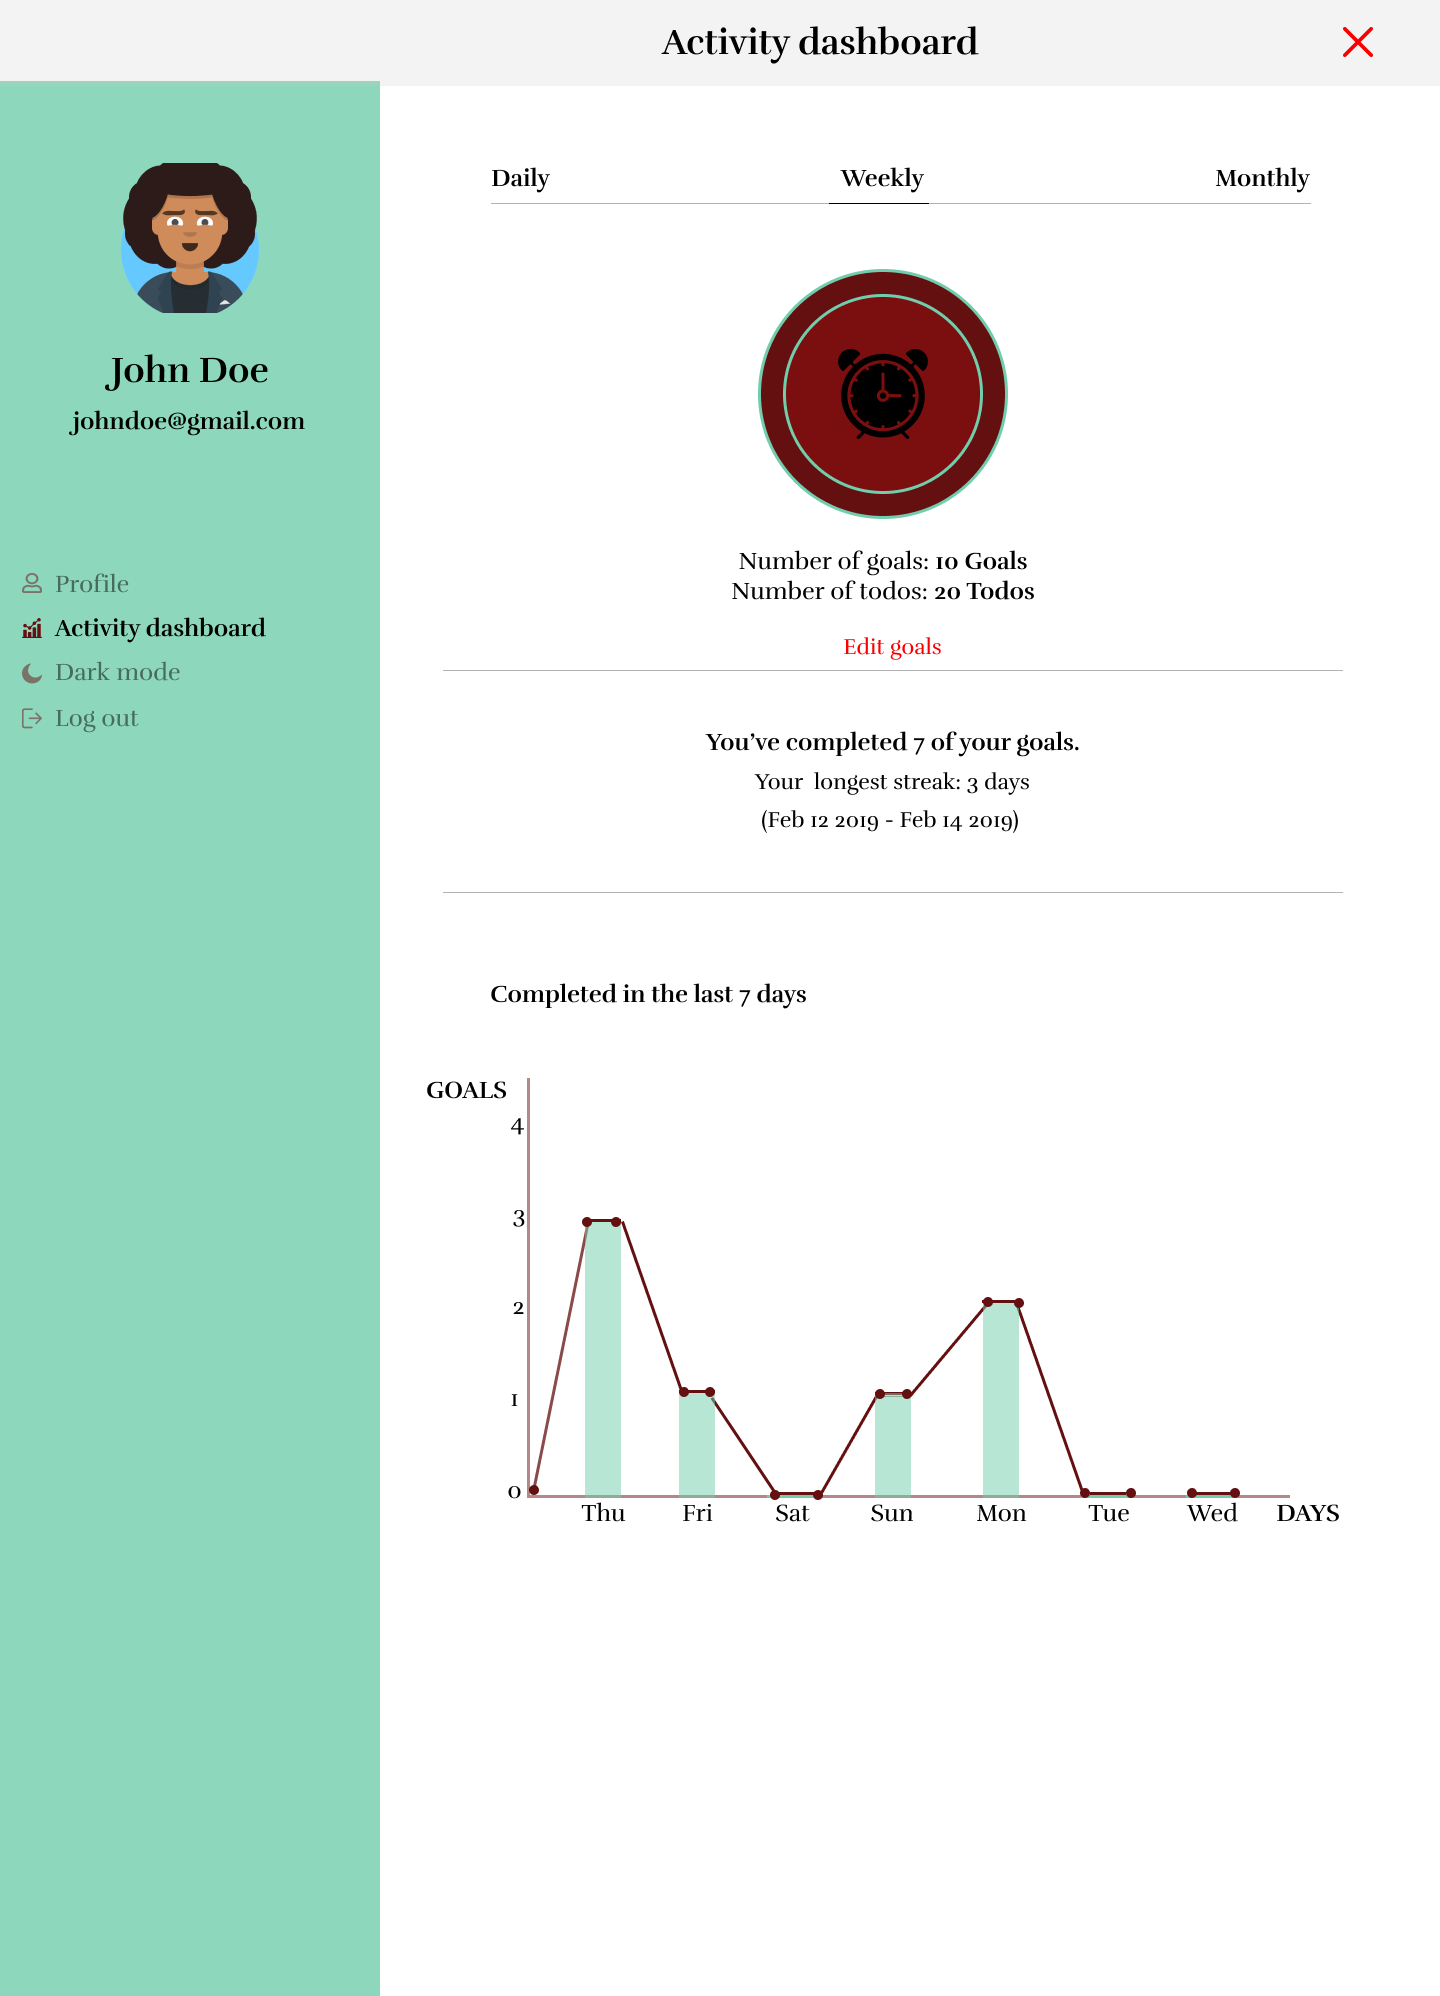 Activity dashboard
John Doe
johndoe@gmail.com
Profile
Activity dashboard
Dark mode
Log out
Daily Weekly Monthly
Number of goals: 10 Goals
Number of todos: 20 Todos
Edit goals
You’ve completed 7 of your goals.
Your longest streak: 3 days
(Feb 12 2019 - Feb 14 2019)
Completed in the last 7 days
GOALS
4
3
2
1
0
Thu Fri Sat Sun Mon Tue Wed DAYS